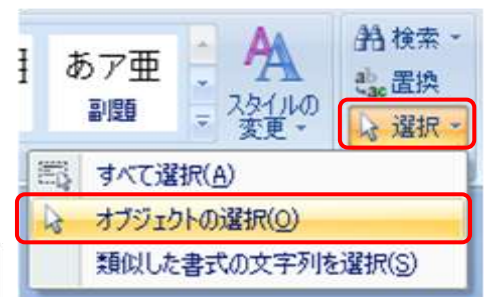 あア亜
副題
スタイルの
変更
検索
置換
選択
すべて選択(A)
オブジェクトの選択(O)
類似した書式の文字列を選択(S)